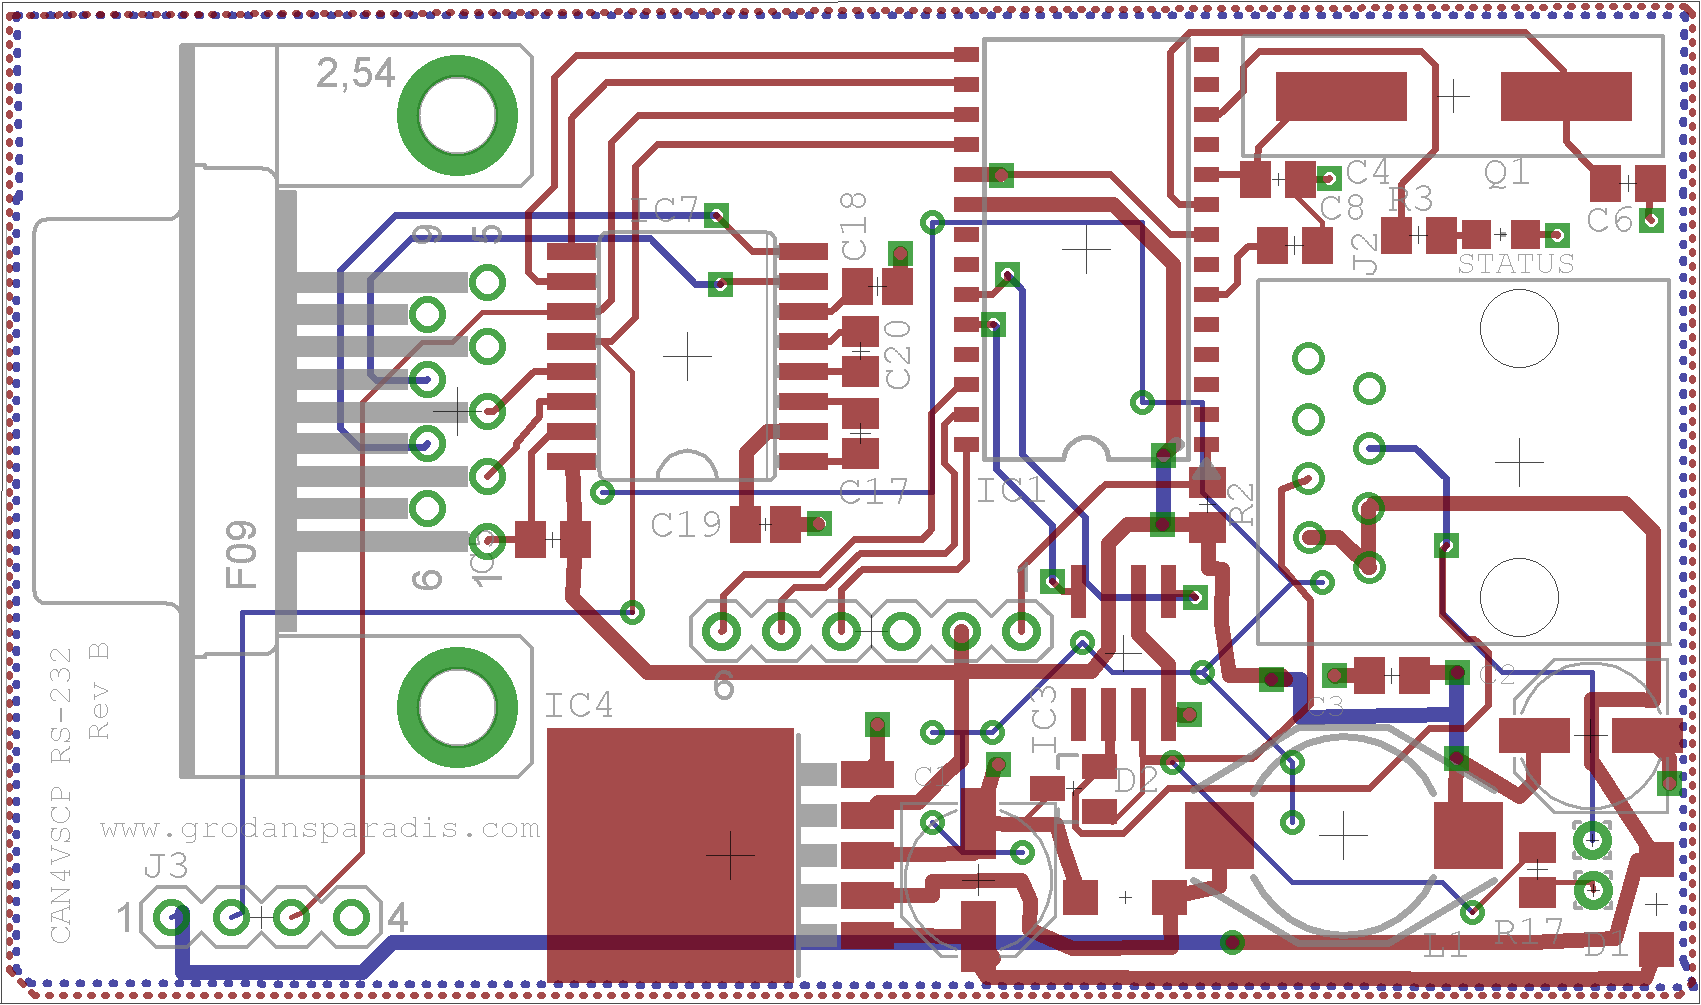 2,54
IC7
C18
C4
Q1
C8
R3
C6
9
5
J2
STATUS
C20
IC1
C17
R2
C19
F09
6
1
6
CAN4VSCP RS-232
Rev B
IC4
IC3
C2
C3
C1
D2
www.grodansparadis.com
J3
1
4
L1
R17
D1